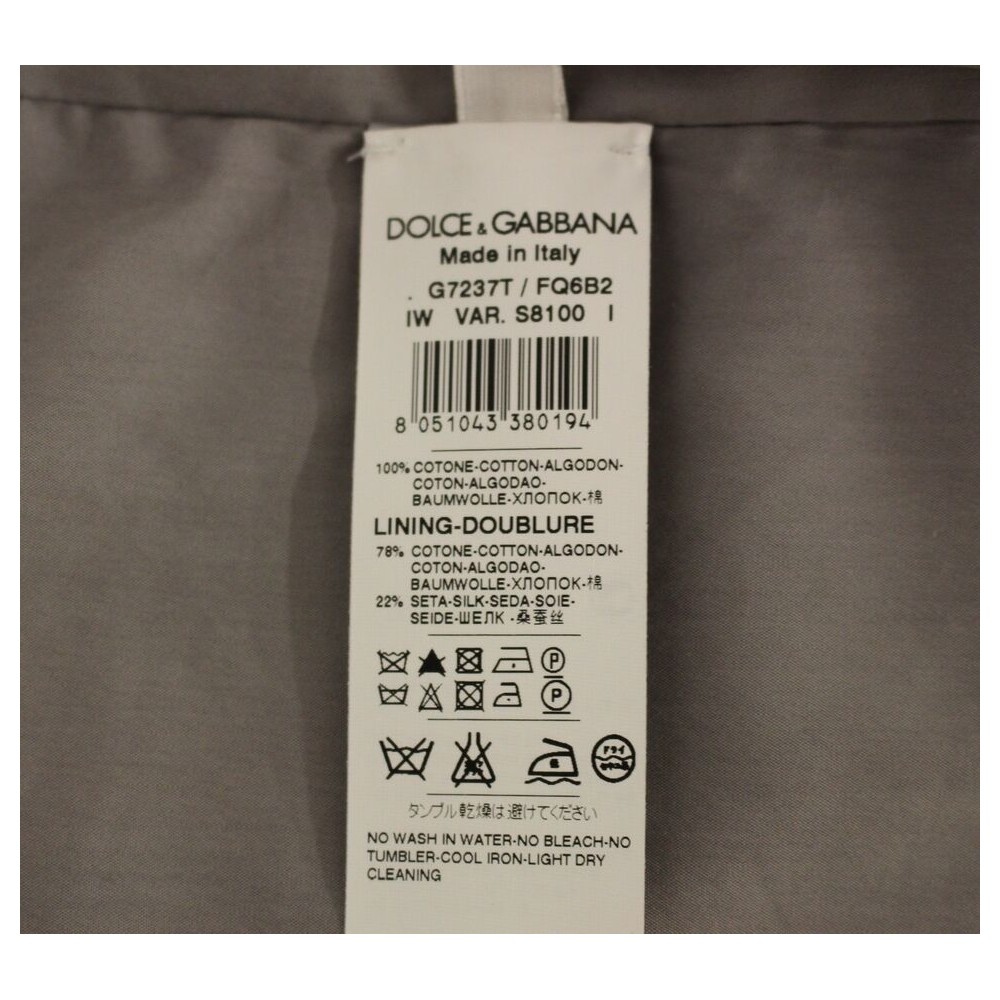 DOLCE & GABBANA
Made in Italy
. G7237T / FQ6B2
IW VAR. S8100 I
8 051043 380194
100% COTONE-COTTON-ALGODON-
COTON-ALGODAO-
BAUMWOLLE-ХЛОПОК-棉
LINING-DOUBLURE
78% COTONE-COTTON-ALGODON-
COTON-ALGODAO-
BAUMWOLLE-ХЛОПОК-棉
22% SETA-SILK-SEDA-SOIE-
SEIDE-ШЕЛК -桑蚕丝
P
P
ドライ
タンブル乾燥は避けてください
NO WASH IN WATER-NO BLEACH-NO
TUMBLER-COOL IRON-LIGHT DRY
CLEANING